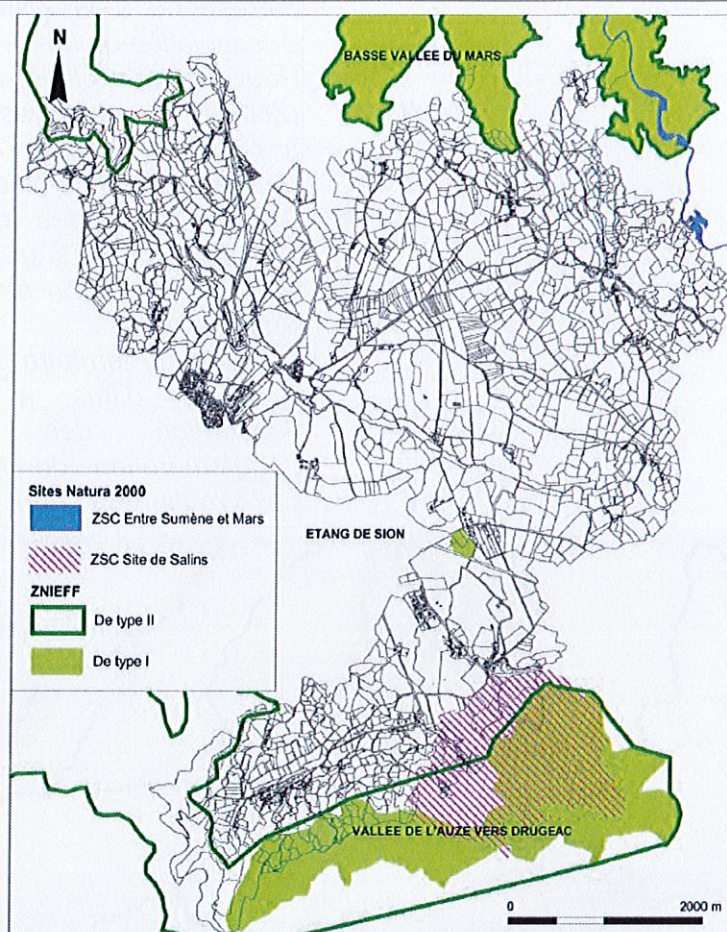 N
BASSE VALLEE DU MARS
Sites Natura 2000
ZSC Entre Sumène et Mars
ZSC Site de Salins
ZNIEFF
De type II
De type I
ETANG DE SION
VALLEE DE L'AUZE VERS DRUGEAC
0 2000 m